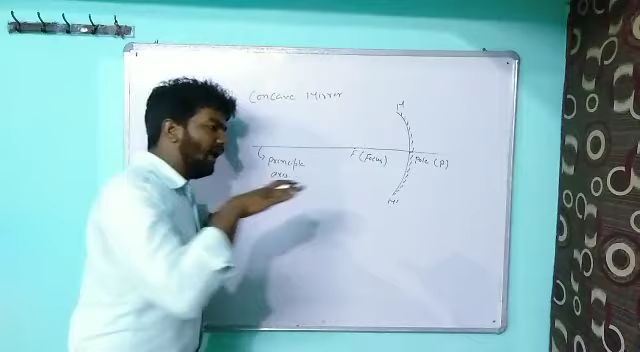 Concave Mirror
M
F (Focus)
Pole (P)
principle
axis
M'